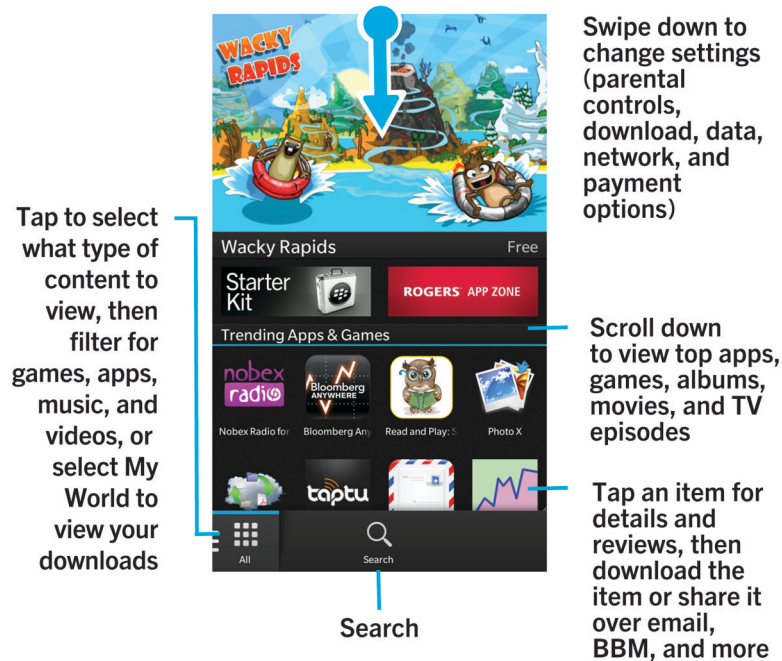 WACKY
RAPIDS
Swipe down to
change settings
(parental
controls,
download, data,
network, and
payment
options)
Tap to select
what type of
content to
view, then
filter for
games, apps,
music, and
videos, or
select My
World to
view your
downloads
Wacky Rapids Free
Starter
Kit
ROGERS APP ZONE
Trending Apps & Games
nobex
radio
Bloomberg
ANYWHERE
Nobex Radio for Bloomberg Any Read and Play: S Photo X
taptu
All
Search
Scroll down
to view top apps,
games, albums,
movies, and TV
episodes
Tap an item for
details and
reviews, then
download the
item or share it
over email,
BBM, and more
Search